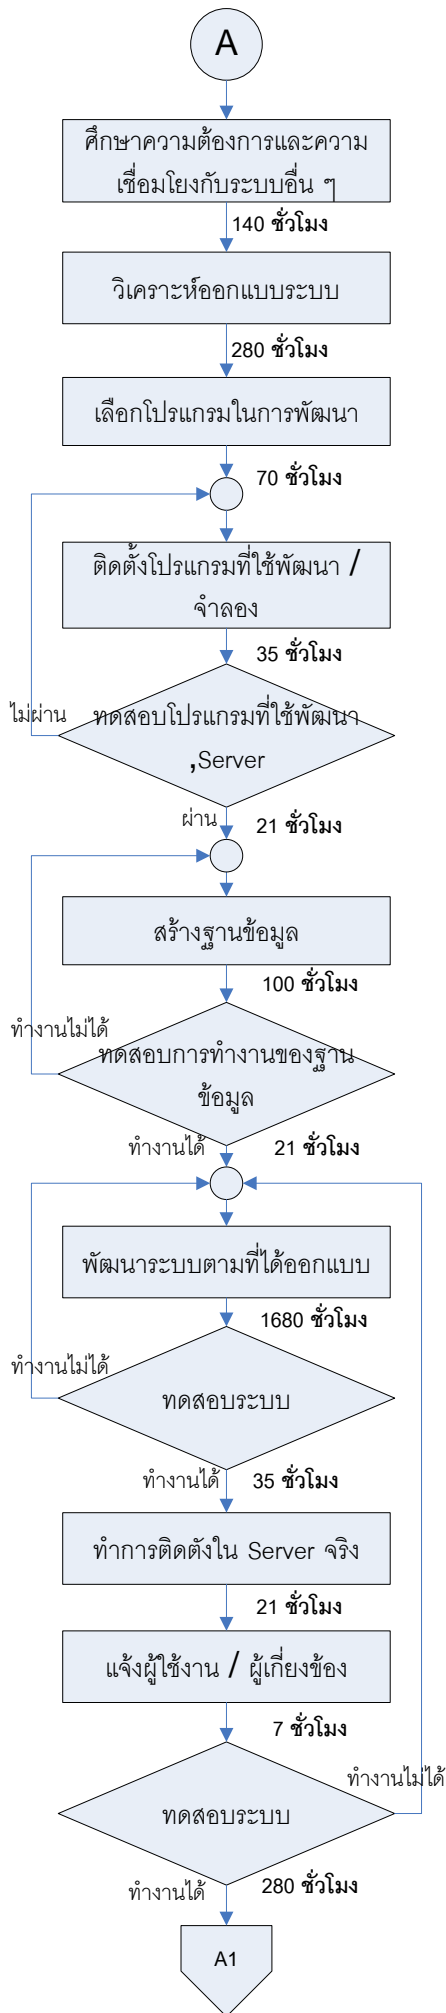 A
ศึกษาความต้องการและความ
เชื่อมโยงกับระบบอื่น ๆ
140 ชั่วโมง
วิเคราะห์ออกแบบระบบ
280 ชั่วโมง
เลือกโปรแกรมในการพัฒนา
70 ชั่วโมง
ติดตั้งโปรแกรมที่ใช้พัฒนา /
จำลอง
35 ชั่วโมง
ไม่ผ่าน
ทดสอบโปรแกรมที่ใช้พัฒนา
,Server
ผ่าน
21 ชั่วโมง
สร้างฐานข้อมูล
100 ชั่วโมง
ทำงานไม่ได้
ทดสอบการทำงานของฐาน
ข้อมูล
ทำงานได้
21 ชั่วโมง
พัฒนาระบบตามที่ได้ออกแบบ
1680 ชั่วโมง
ทำงานไม่ได้
ทดสอบระบบ
ทำงานได้
35 ชั่วโมง
ทำการติดตังใน Server จริง
21 ชั่วโมง
แจ้งผู้ใช้งาน / ผู้เกี่ยงข้อง
7 ชั่วโมง
ทำงานไม่ได้
ทดสอบระบบ
ทำงานได้
280 ชั่วโมง
A1